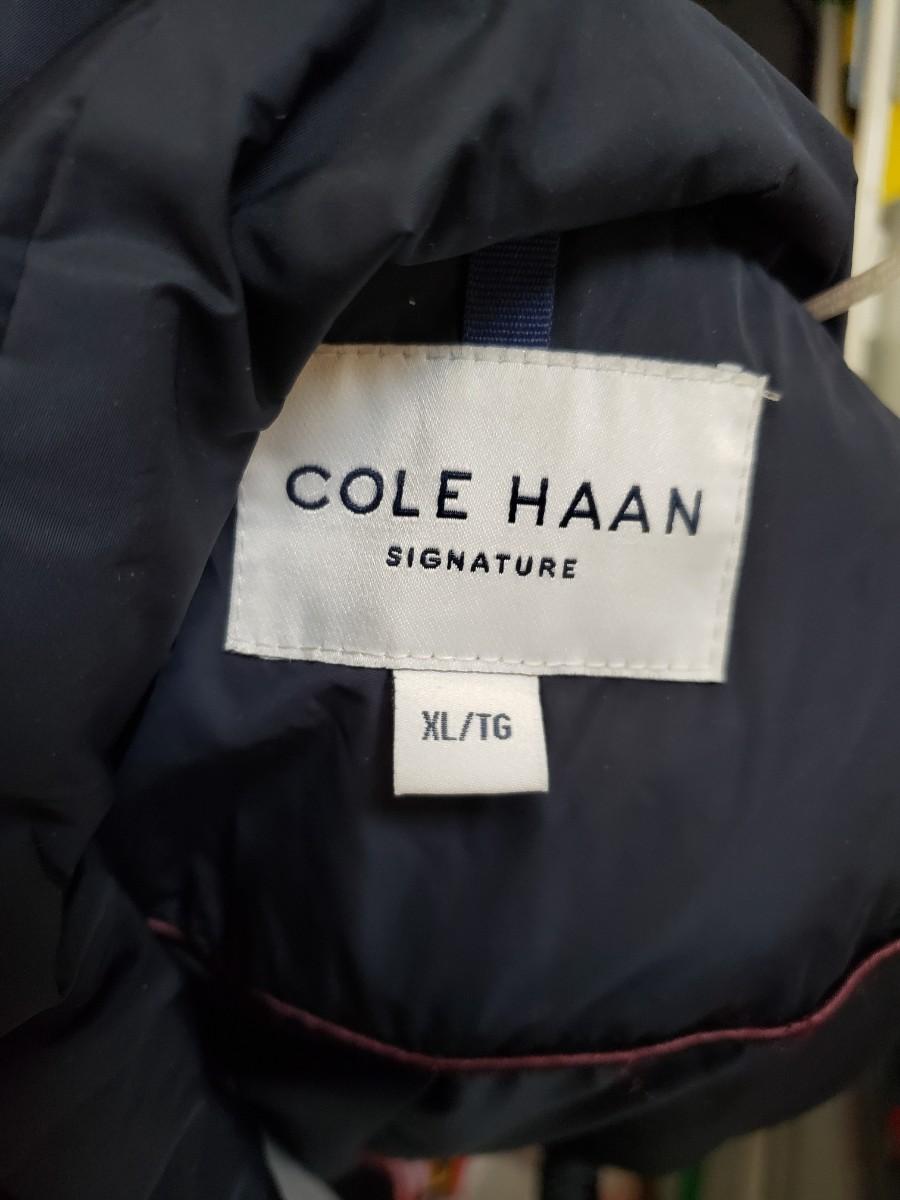 COLE HAAN
SIGNATURE
XL/TG